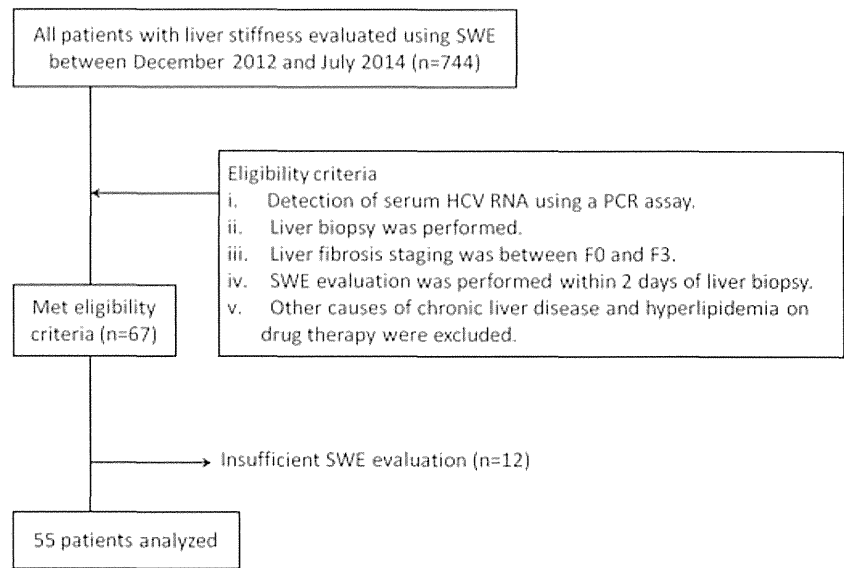 All patients with liver stiffness evaluated using SWE
between December 2012 and July 2014 (n=744)
Eligibility criteria
i. Detection of serum HCV RNA using a PCR assay.
ii. Liver biopsy was performed.
iii. Liver fibrosis staging was between F0 and F3.
iv. SWE evaluation was performed within 2 days of liver biopsy.
v. Other causes of chronic liver disease and hyperlipidemia on
drug therapy were excluded.
Met eligibility
criteria (n=67)
Insufficient SWE evaluation (n=12)
55 patients analyzed